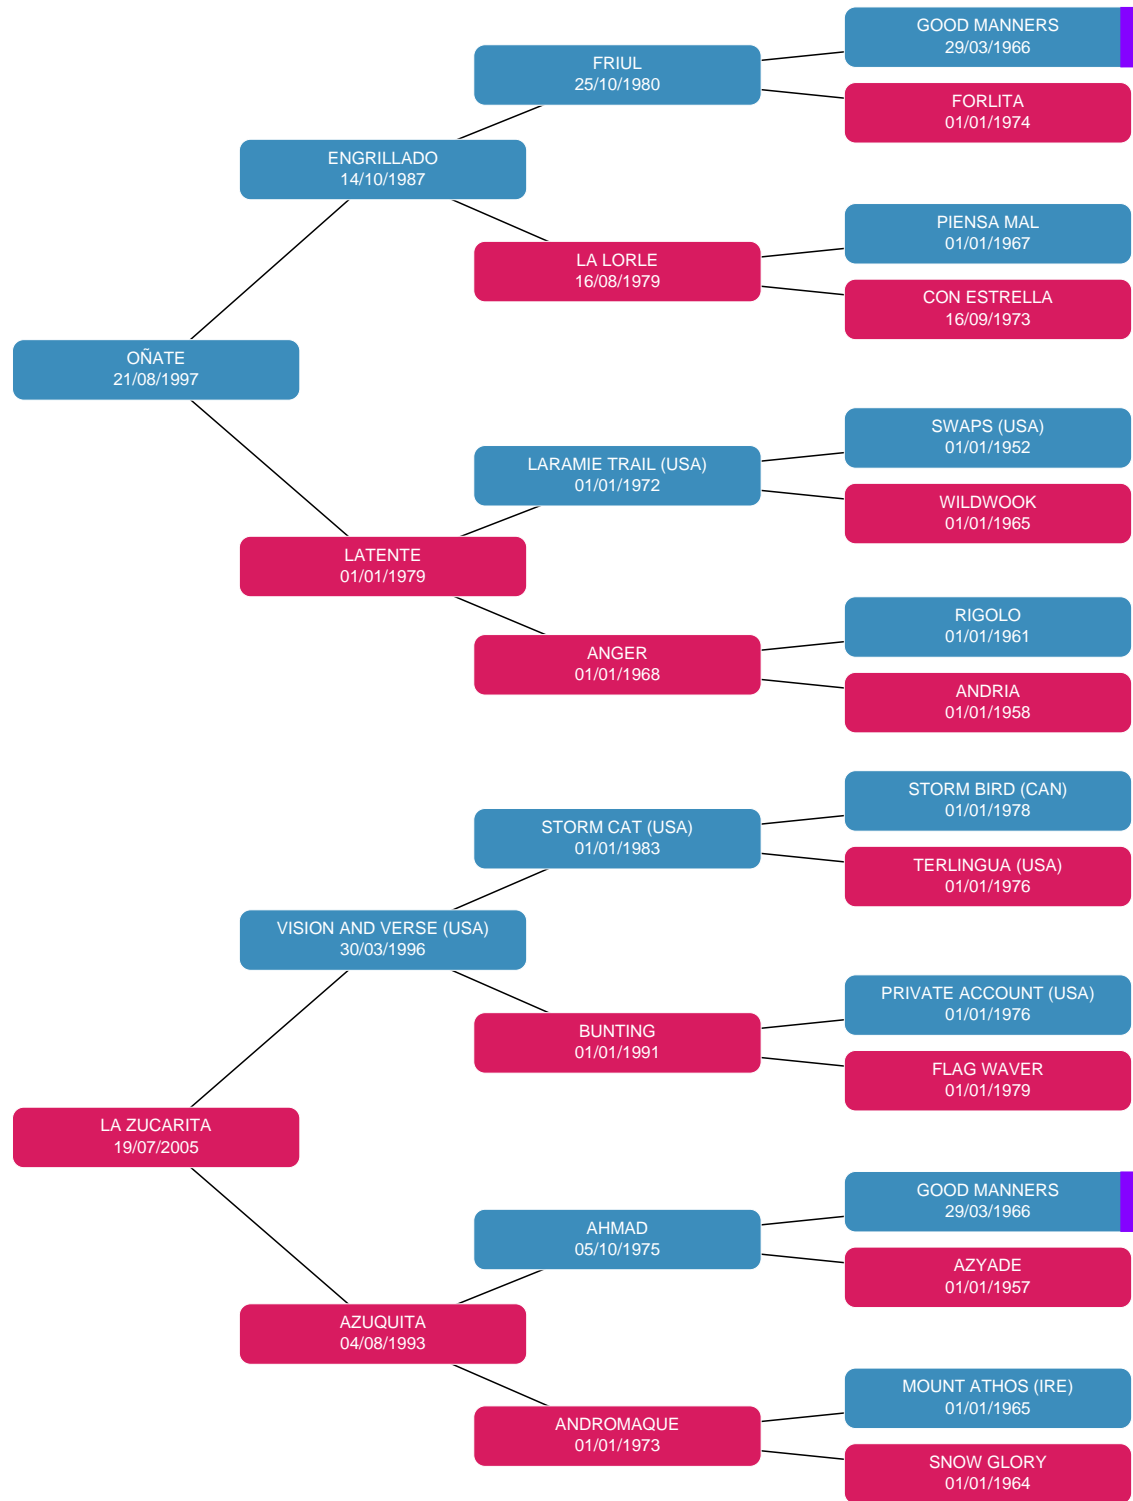 GOOD MANNERS
29/03/1966
FRIUL
25/10/1980
FORLITA
01/01/1974
ENGRILLADO
14/10/1987
PIENSA MAL
01/01/1967
LA LORLE
16/08/1979
CON ESTRELLA
16/09/1973
OÑATE
21/08/1997
SWAPS (USA)
01/01/1952
LARAMIE TRAIL (USA)
01/01/1972
WILDWOOK
01/01/1965
LATENTE
01/01/1979
RIGOLO
01/01/1961
ANGER
01/01/1968
ANDRIA
01/01/1958
STORM BIRD (CAN)
01/01/1978
STORM CAT (USA)
01/01/1983
TERLINGUA (USA)
01/01/1976
VISION AND VERSE (USA)
30/03/1996
PRIVATE ACCOUNT (USA)
01/01/1976
BUNTING
01/01/1991
FLAG WAVER
01/01/1979
LA ZUCARITA
19/07/2005
GOOD MANNERS
29/03/1966
AHMAD
05/10/1975
AZYADE
01/01/1957
AZUQUITA
04/08/1993
MOUNT ATHOS (IRE)
01/01/1965
ANDROMAQUE
01/01/1973
SNOW GLORY
01/01/1964